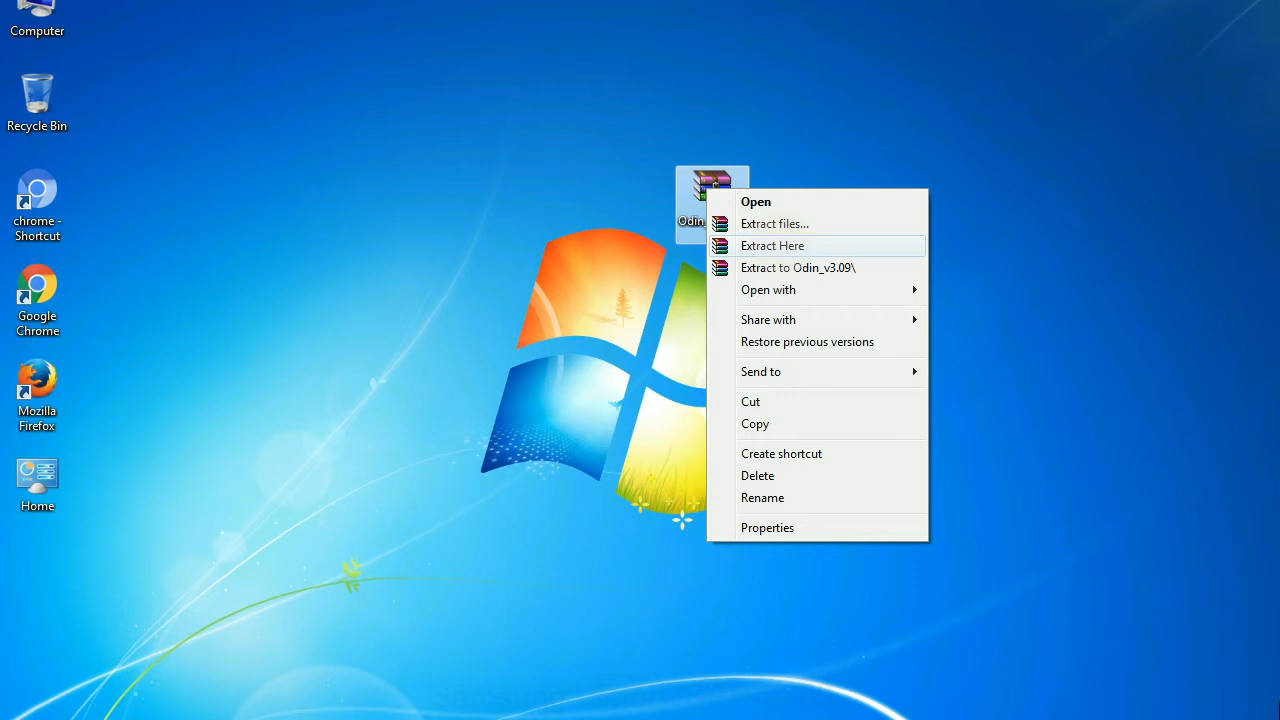 Computer
Recycle Bin
chrome -
Shortcut
Google
Chrome
Mozilla
Firefox
Home
Odin_
Open
Extract files...
Extract Here
Extract to Odin_v3.09\
Open with
Share with
Restore previous versions
Send to
Cut
Copy
Create shortcut
Delete
Rename
Properties